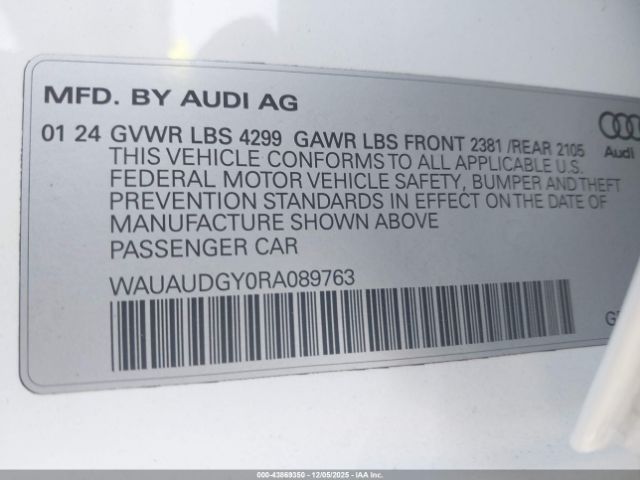 MFD. BY AUDI AG
01 24 GVWR LBS 4299 GAWR LBS FRONT 2381 /REAR 2105
Audi
THIS VEHICLE CONFORMS TO ALL APPLICABLE U.S.
FEDERAL MOTOR VEHICLE SAFETY, BUMPER AND THEFT
PREVENTION STANDARDS IN EFFECT ON THE DATE OF
MANUFACTURE SHOWN ABOVE
PASSENGER CAR
WAUAUDGY0RA089763
000-43869350 - 12/05/2025 - IAA Inc.